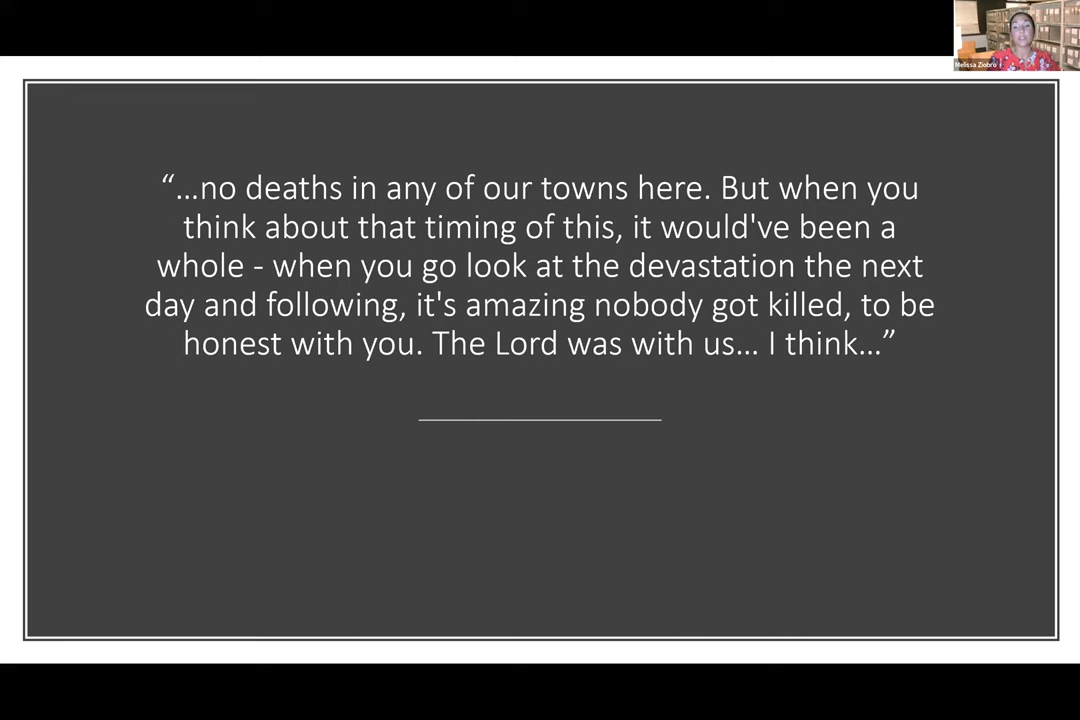 Melissa Ziobro
“...no deaths in any of our towns here. But when you
think about that timing of this, it would've been a
whole - when you go look at the devastation the next
day and following, it's amazing nobody got killed, to be
honest with you. The Lord was with us... I think...”